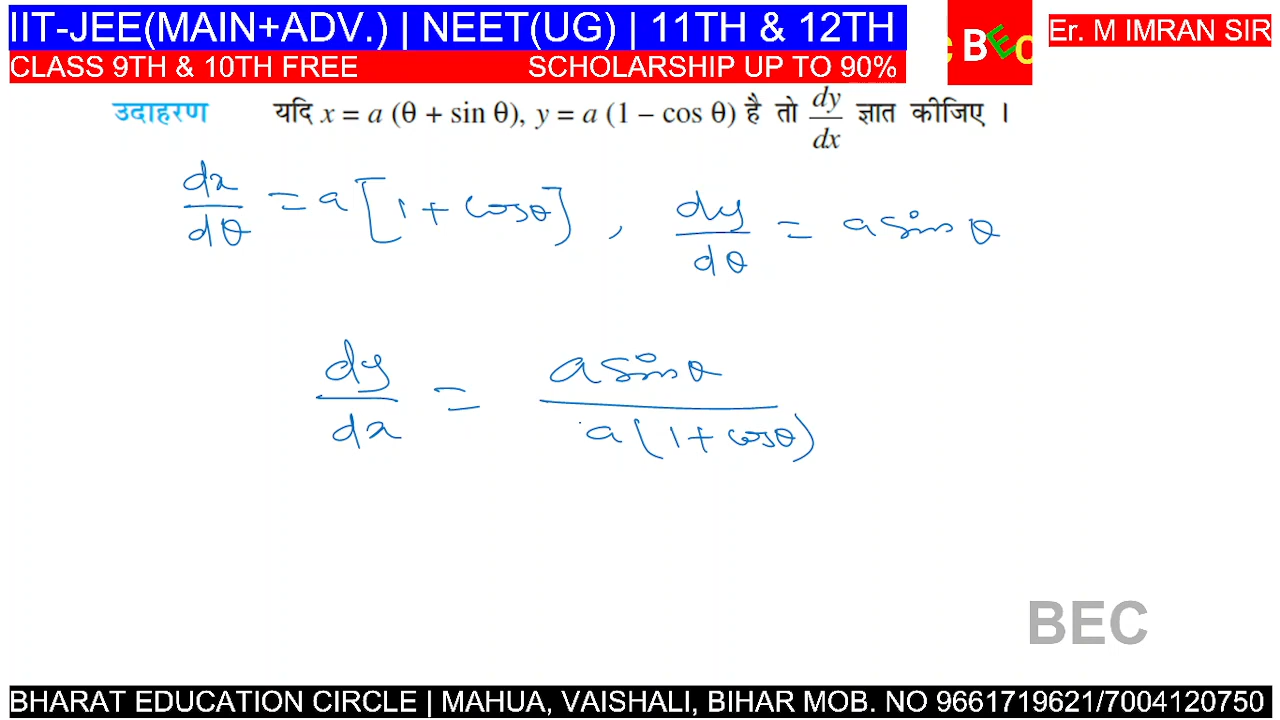 IIT-JEE(MAIN+ADV.) | NEET(UG) | 11TH & 12TH
BEC
Er. M IMRAN SIR
CLASS 9TH & 10TH FREE SCHOLARSHIP UP TO 90%
उदाहरण यदि x = a (θ + sin θ), y = a (1 – cos θ) है तो dy/dx ज्ञात कीजिए ।
dx/dθ = a [1 + cosθ] , dy/dθ = a sin θ
dy/dx = a sin θ / a(1 + cosθ)
BEC
BHARAT EDUCATION CIRCLE | MAHUA, VAISHALI, BIHAR MOB. NO 9661719621/7004120750